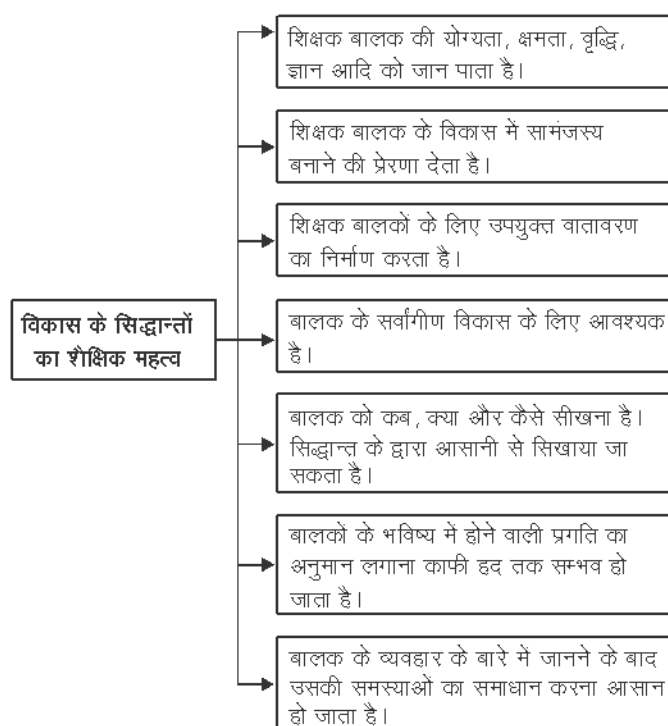 शिक्षक बालक की योग्यता, क्षमता, वृद्धि,
ज्ञान आदि को जान पाता है।
शिक्षक बालक के विकास में सामंजस्य
बनाने की प्रेरणा देता है।
शिक्षक बालकों के लिए उपयुक्त वातावरण
का निर्माण करता है।
विकास के सिद्धान्तों
का शैक्षिक महत्व
बालक के सर्वांगीण विकास के लिए आवश्यक
है।
बालक को कब, क्या और कैसे सीखना है।
सिद्धान्त के द्वारा आसानी से सिखाया जा
सकता है।
बालकों के भविष्य में होने वाली प्रगति का
अनुमान लगाना काफी हद तक सम्भव हो
जाता है।
बालक के व्यवहार के बारे में जानने के बाद
उसकी समस्याओं का समाधान करना आसान
हो जाता है।